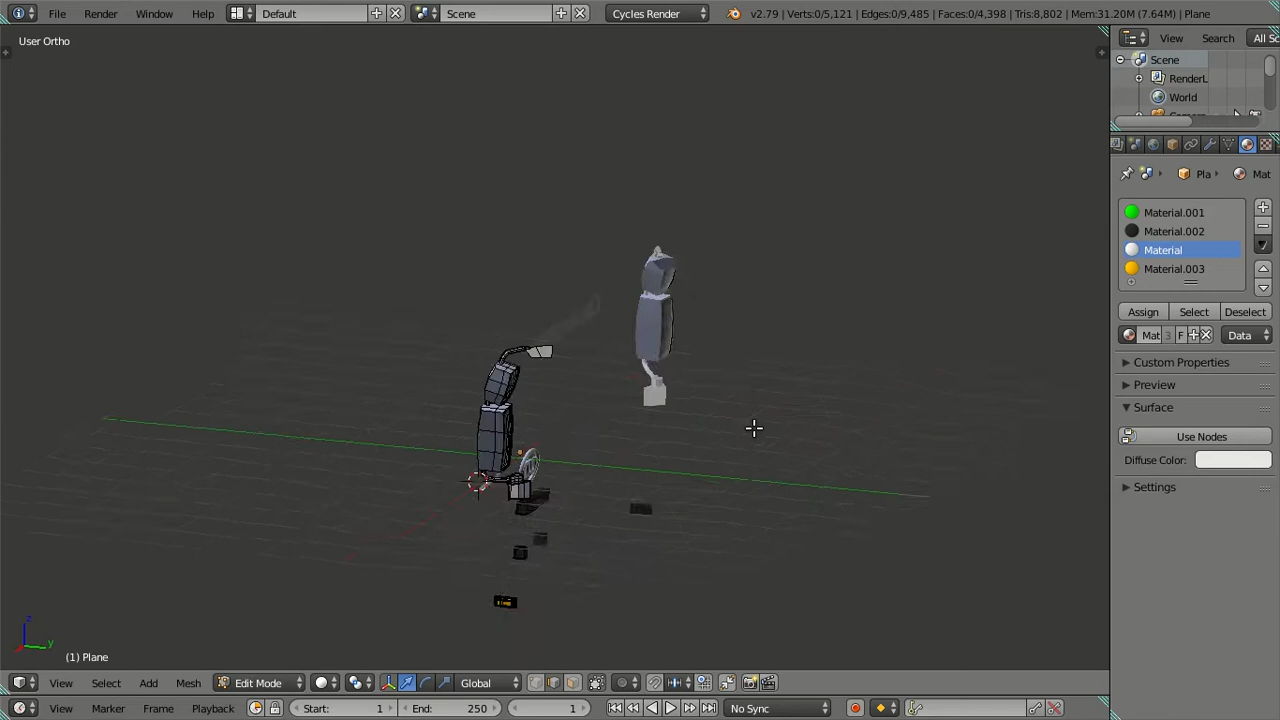 File Render Window Help Default Scene Cycles Render v2.79 | Verts:0/5,121 | Edges:0/9,485 | Faces:0/4,398 | Tris:8,802 | Mem:31.20M (7.64M) | Plane
User Ortho
View Search All Sc
Scene
RenderL
World
Camera
Pla Mat
Material.001
Material.002
Material
Material.003
Assign Select Deselect
Mat 3 F Data
Custom Properties
Preview
Surface
Use Nodes
Diffuse Color:
Settings
z
y
(1) Plane
View Select Add Mesh Edit Mode Global
View Marker Frame Playback Start: 1 End: 250 1 No Sync